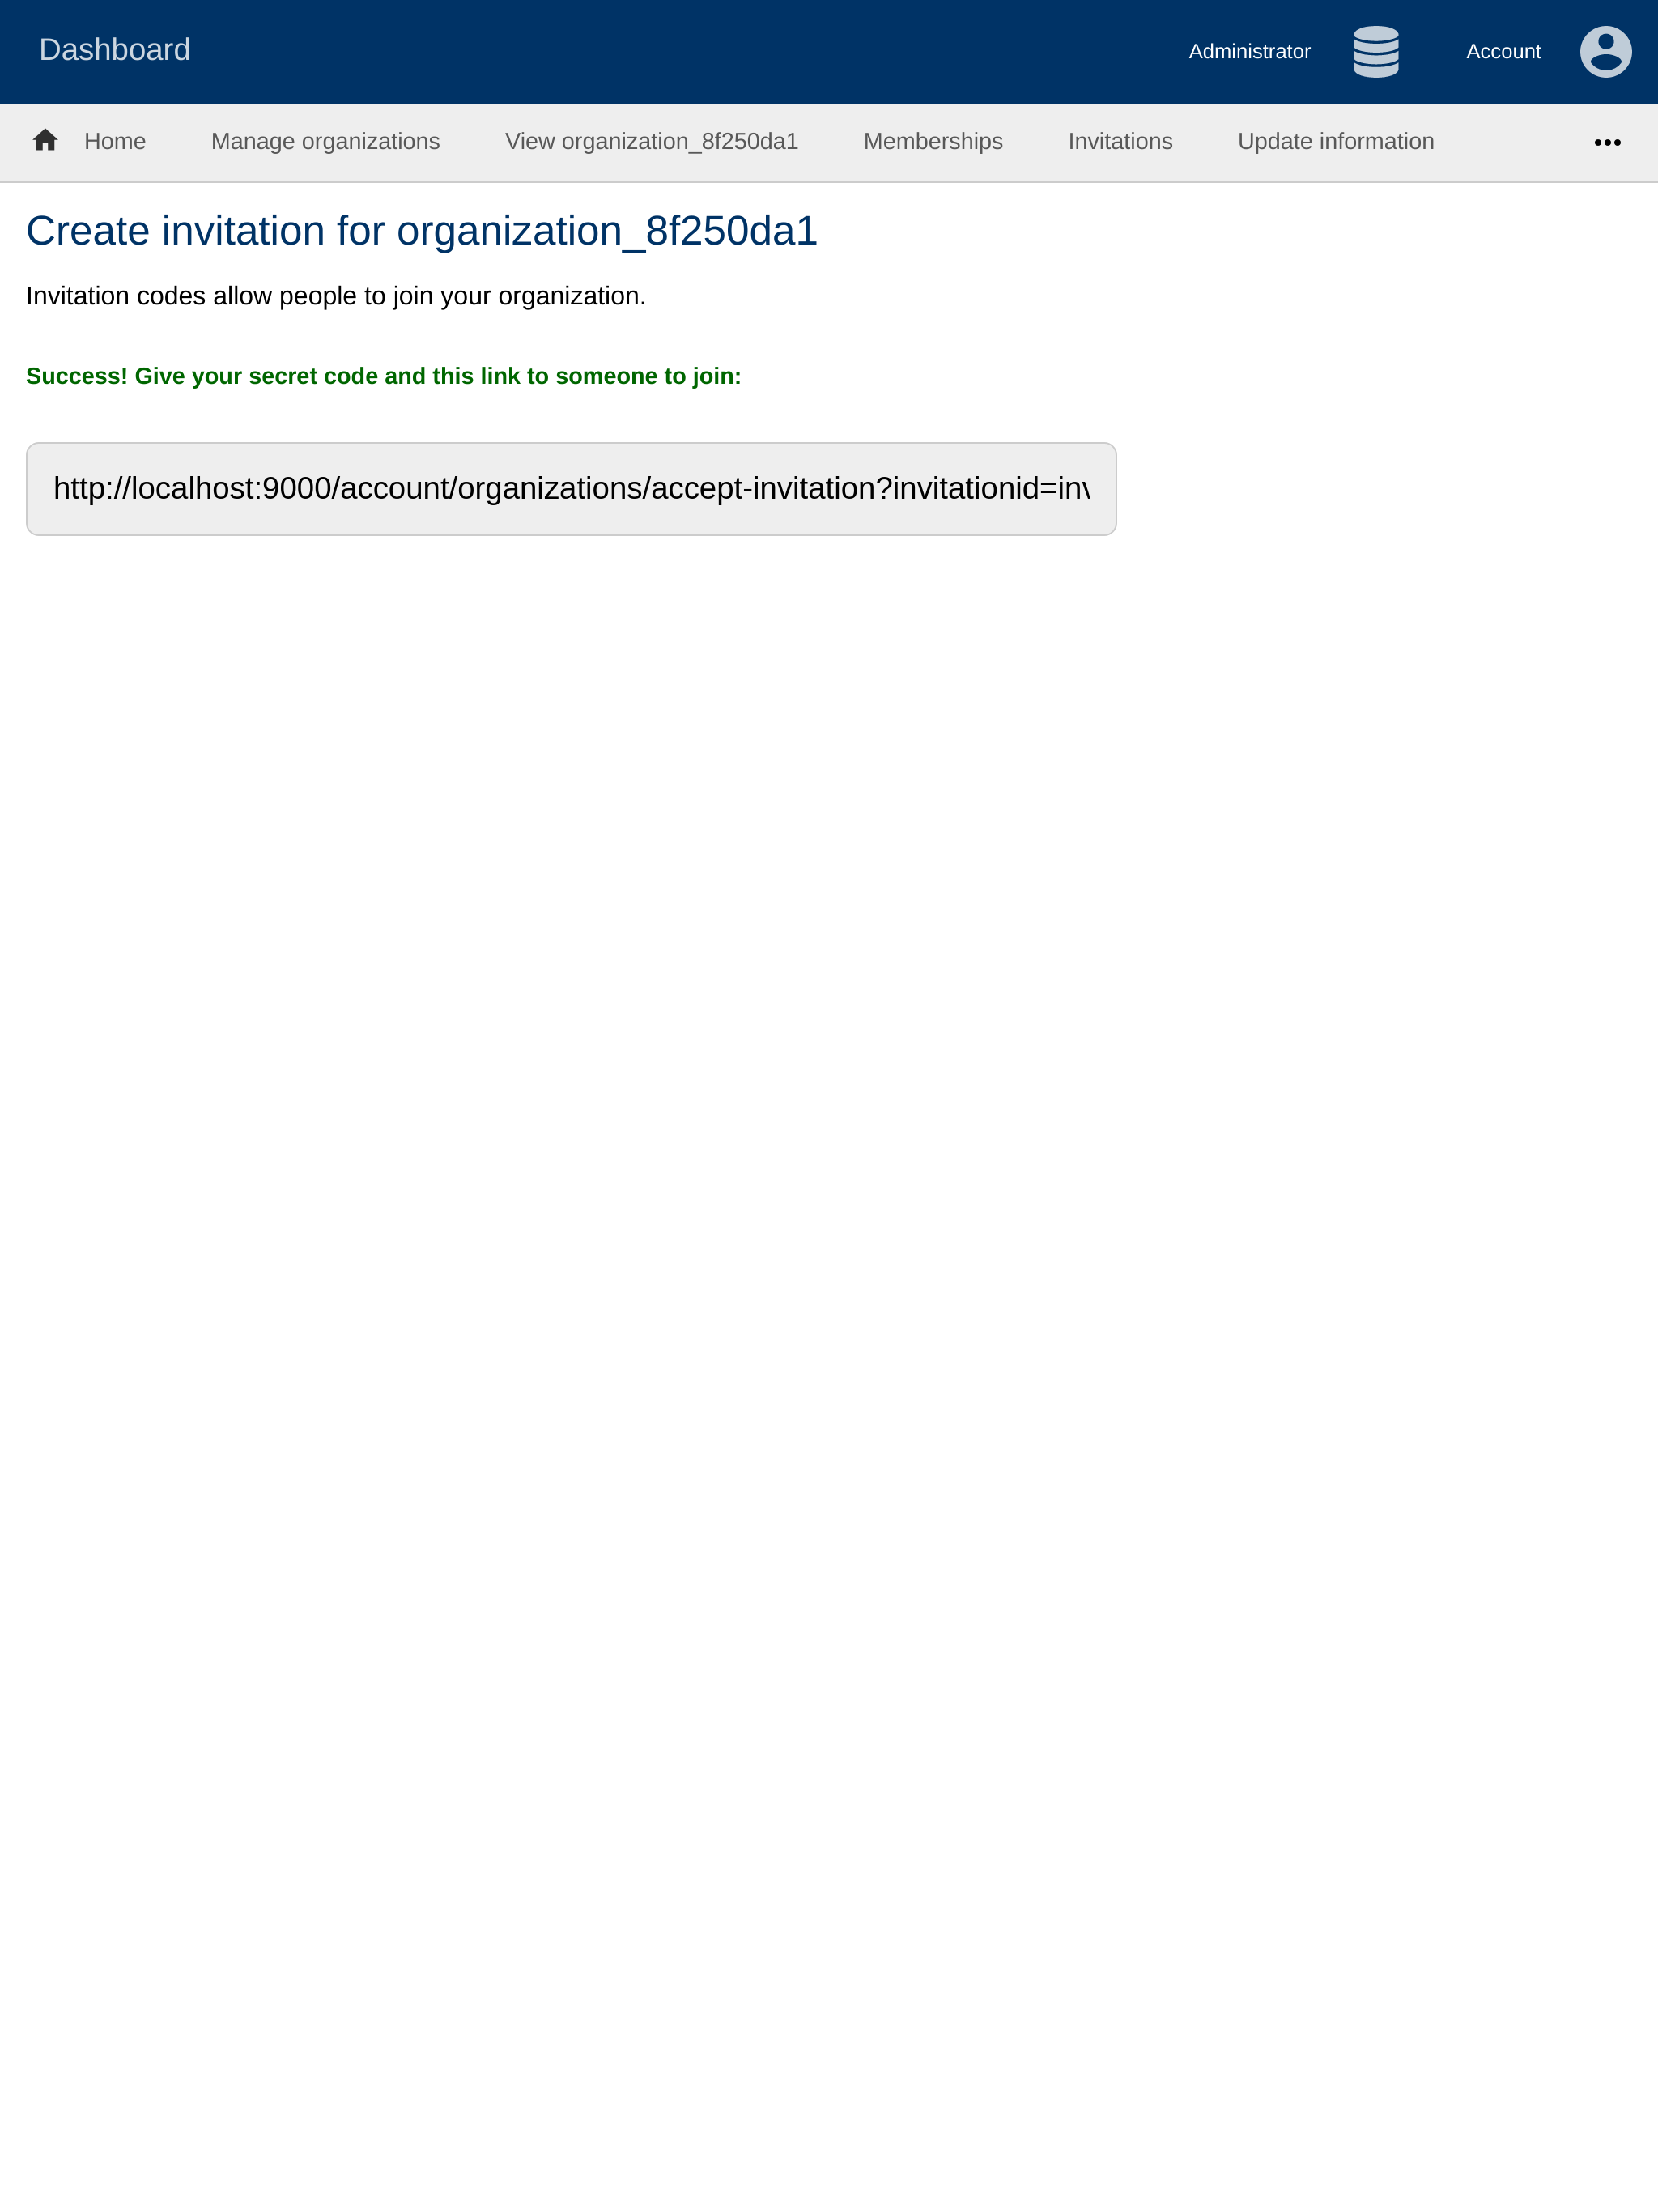 Dashboard
Administrator
Account
Home
Manage organizations
View organization_8f250da1
Memberships
Invitations
Update information
Create invitation for organization_8f250da1
Invitation codes allow people to join your organization.
Success! Give your secret code and this link to someone to join:
http://localhost:9000/account/organizations/accept-invitation?invitationid=inv